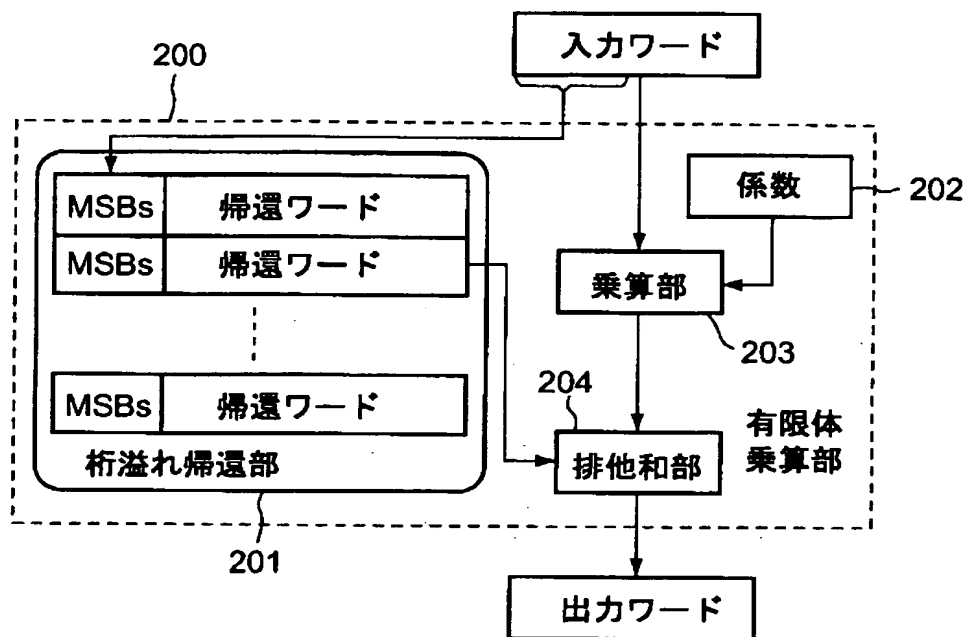 入力ワード
200
MSBs 帰還ワード
係数
202
MSBs 帰還ワード
乗算部
203
204
MSBs 帰還ワード
有限体
乗算部
桁溢れ帰還部
排他和部
201
出力ワード